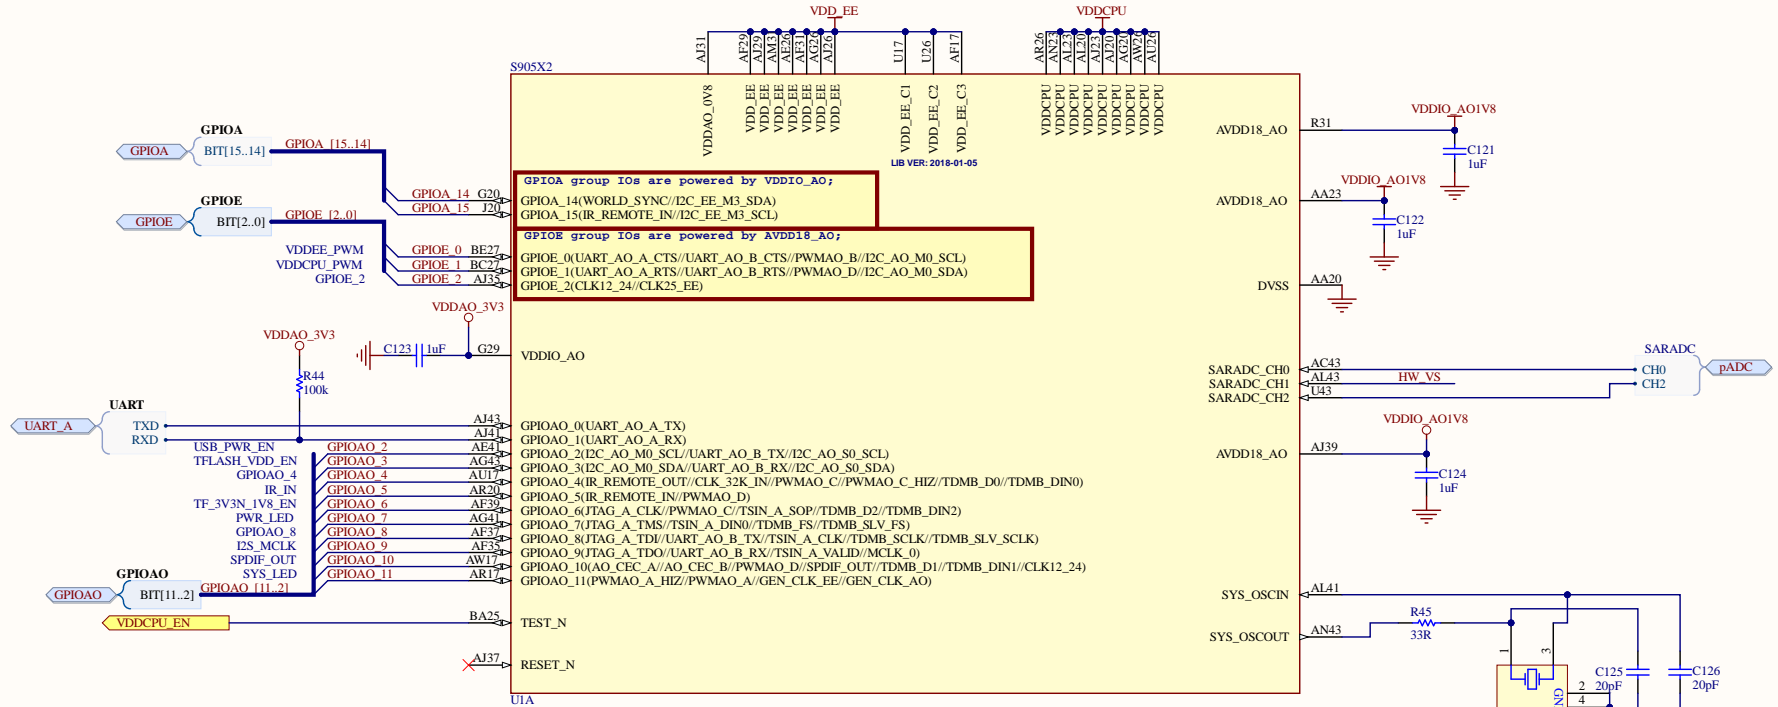 VDD_EE
VDDCPU
AJ31
AF29
AJ29
AM31
AE26
AF31
AG26
AJ26
U17
U26
AF17
AR26
AN23
AL23
AL20
AJ23
AJ20
AG20
AW26
AU26
S905X2
VDDAO_0V8
VDD_EE
VDD_EE
VDD_EE
VDD_EE
VDD_EE
VDD_EE
VDD_EE
VDD_EE_C1
VDD_EE_C2
VDD_EE_C3
VDDCPU
VDDCPU
VDDCPU
VDDCPU
VDDCPU
VDDCPU
VDDCPU
VDDCPU
VDDCPU
LIB VER: 2018-01-05
GPIOA
GPIOA
BIT[15..14]
GPIOA_[15..14]
GPIOA group IOs are powered by VDDIO_AO;
GPIOA_14 G20 GPIOA_14(WORLD_SYNC//I2C_EE_M3_SDA)
GPIOA_15 J20 GPIOA_15(IR_REMOTE_IN//I2C_EE_M3_SCL)
GPIOE
GPIOE
BIT[2..0]
GPIOE_[2..0]
GPIOE group IOs are powered by AVDD18_AO;
VDDEE_PWM GPIOE_0 BE27 GPIOE_0(UART_AO_A_CTS//UART_AO_B_CTS//PWMAO_B//I2C_AO_M0_SCL)
VDDCPU_PWM GPIOE_1 BC27 GPIOE_1(UART_AO_A_RTS//UART_AO_B_RTS//PWMAO_D//I2C_AO_M0_SDA)
GPIOE_2 GPIOE_2 AJ35 GPIOE_2(CLK12_24//CLK25_EE)
VDDAO_3V3
VDDAO_3V3
C123 1uF G29 VDDIO_AO
R44
100k
UART
UART_A
TXD AJ43 GPIOAO_0(UART_AO_A_TX)
RXD AJ41 GPIOAO_1(UART_AO_A_RX)
USB_PWR_EN GPIOAO_2 AE41 GPIOAO_2(I2C_AO_M0_SCL//UART_AO_B_TX//I2C_AO_S0_SCL)
TFLASH_VDD_EN GPIOAO_3 AG43 GPIOAO_3(I2C_AO_M0_SDA//UART_AO_B_RX//I2C_AO_S0_SDA)
GPIOAO_4 GPIOAO_4 AU17 GPIOAO_4(IR_REMOTE_OUT//CLK_32K_IN//PWMAO_C//PWMAO_C_HIZ//TDMB_D0//TDMB_DIN0)
IR_IN GPIOAO_5 AR20 GPIOAO_5(IR_REMOTE_IN//PWMAO_D)
TF_3V3N_1V8_EN GPIOAO_6 AF39 GPIOAO_6(JTAG_A_CLK//PWMAO_C//TSIN_A_SOP//TDMB_D2//TDMB_DIN2)
PWR_LED GPIOAO_7 AG41 GPIOAO_7(JTAG_A_TMS//TSIN_A_DIN0//TDMB_FS//TDMB_SLV_FS)
GPIOAO_8 GPIOAO_8 AF37 GPIOAO_8(JTAG_A_TDI//UART_AO_B_TX//TSIN_A_CLK//TDMB_SCLK//TDMB_SLV_SCLK)
I2S_MCLK GPIOAO_9 AF35 GPIOAO_9(JTAG_A_TDO//UART_AO_B_RX//TSIN_A_VALID//MCLK_0)
SPDIF_OUT GPIOAO_10 AW17 GPIOAO_10(AO_CEC_A//AO_CEC_B//PWMAO_D//SPDIF_OUT//TDMB_D1//TDMB_DIN1//CLK12_24)
SYS_LED GPIOAO_11 AR17 GPIOAO_11(PWMAO_A_HIZ//PWMAO_A//GEN_CLK_EE//GEN_CLK_AO)
GPIOAO
GPIOAO
BIT[11..2]
GPIOAO_[11..2]
VDDCPU_EN BA25 TEST_N
AJ37 RESET_N
U1A
AVDD18_AO R31 VDDIO_AO1V8
C121
1uF
AVDD18_AO AA23 VDDIO_AO1V8
C122
1uF
DVSS AA20
SARADC_CH0 AC43
SARADC_CH1 AL43 HW_VS
SARADC_CH2 U43
SARADC
CH0
CH2
pADC
VDDIO_AO1V8
AVDD18_AO AJ39
C124
1uF
SYS_OSCIN AL41
SYS_OSCOUT AN43
R45
33R
1
3
2
4
GN
C125
20pF
C126
20pF